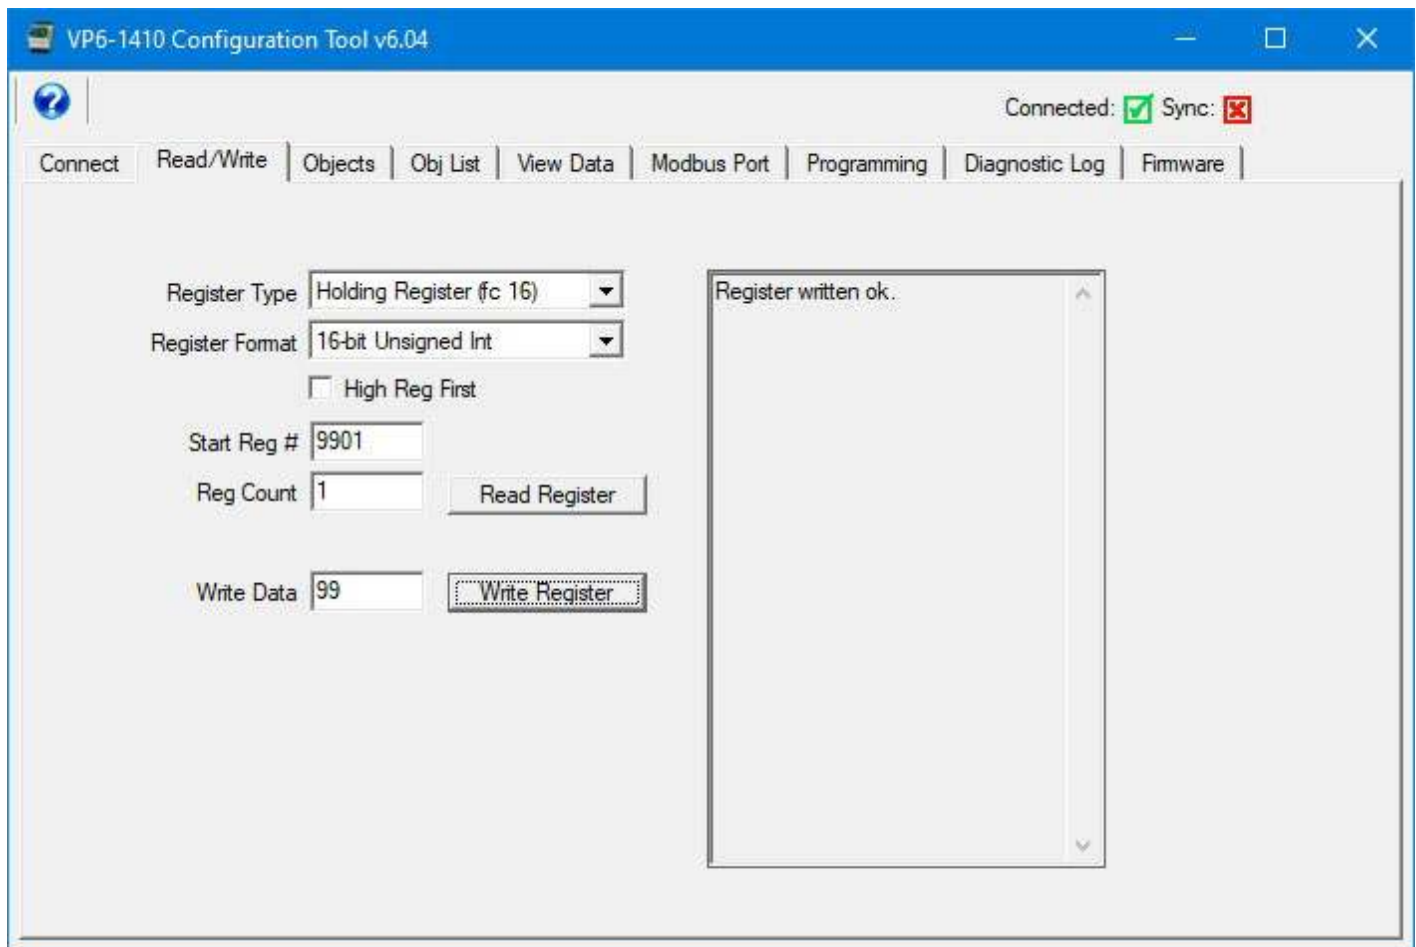 VP6-1410 Configuration Tool v6.04
Connected: Sync:
Connect Read/Write Objects Obj List View Data Modbus Port Programming Diagnostic Log Firmware
Register Type Holding Register (fc 16)
Register written ok.
Register Format 16-bit Unsigned Int
High Reg First
Start Reg # 9901
Reg Count 1 Read Register
Write Data 99 Write Register